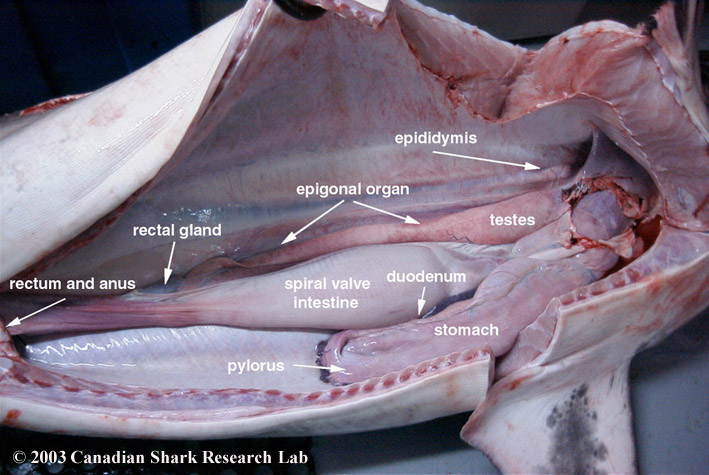 epididymis
epigonal organ
testes
rectal gland
rectum and anus
spiral valve
intestine
duodenum
stomach
pylorus
© 2003 Canadian Shark Research Lab